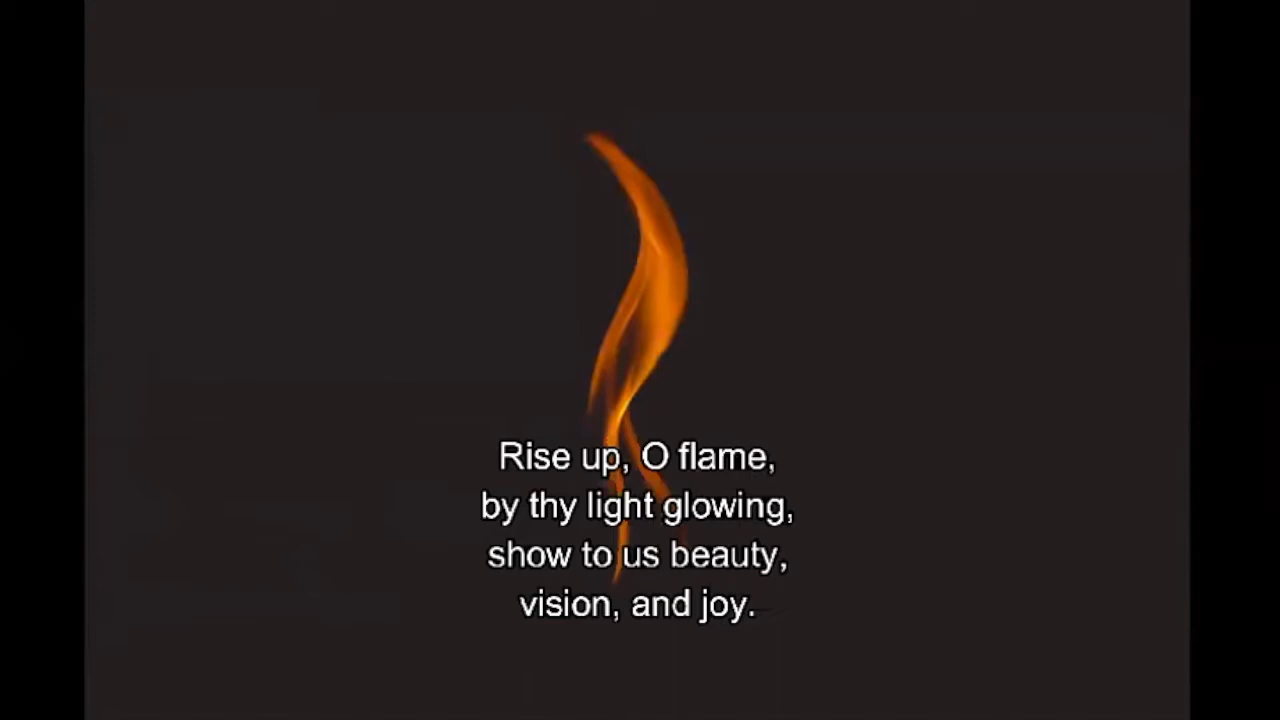 Rise up, O flame,
by thy light glowing,
show to us beauty,
vision, and joy.